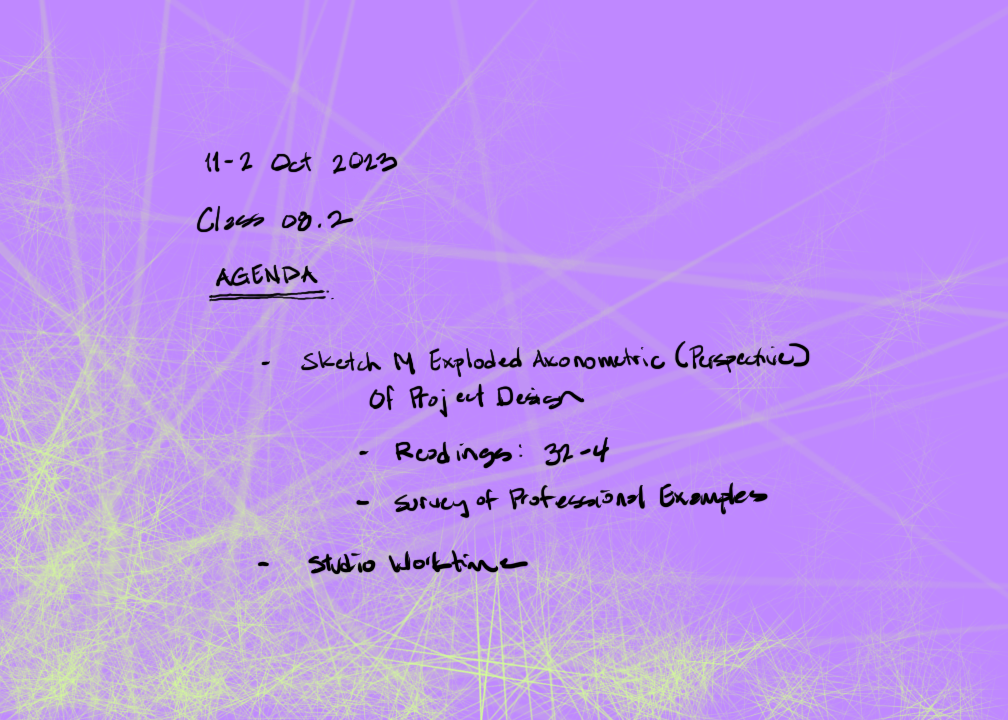 11-2 Oct 2023
Class 08.2
AGENDA
- Sketch M Exploded Axonometric (Perspective)
Of Project Design
- Readings: 32-4
- Survey of Professional Examples
- Studio Worktime